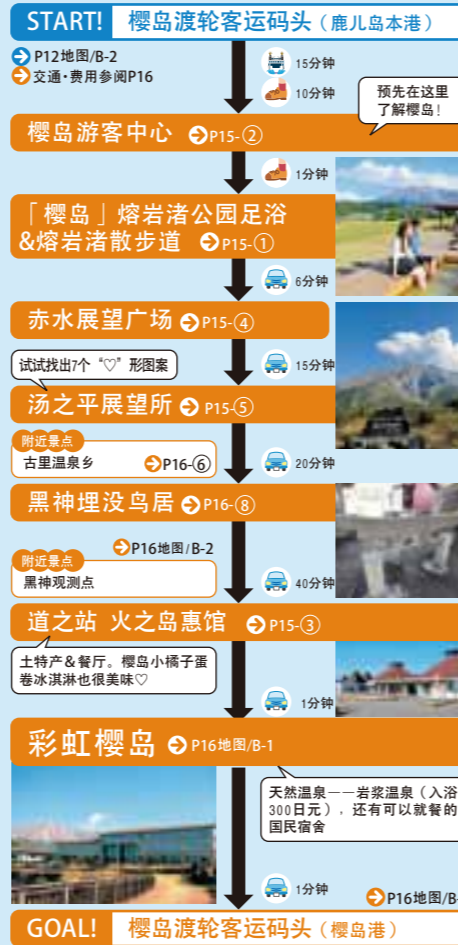 START! 樱岛渡轮客运码头（鹿儿岛本港）
P12地图/B-2
交通·费用参阅P16
15分钟
10分钟
预先在这里
了解樱岛！
樱岛游客中心 P15-②
1分钟
「樱岛」熔岩渚公园足浴
&熔岩渚散步道 P15-①
6分钟
赤水展望广场 P15-④
试试找出7个“♡”形图案
15分钟
汤之平展望所 P15-⑤
附近景点
古里温泉乡 P16-⑥
20分钟
黑神埋没鸟居 P16-⑧
P16地图/B-2
附近景点
黑神观测点
40分钟
道之站 火之岛惠馆 P15-③
土特产&餐厅。樱岛小橘子蛋
卷冰淇淋也很美味♡
1分钟
彩虹樱岛 P16地图/B-1
天然温泉——岩浆温泉（入浴
300日元），还有可以就餐的
国民宿舍
1分钟
P16地图/B-
GOAL! 樱岛渡轮客运码头（樱岛港）